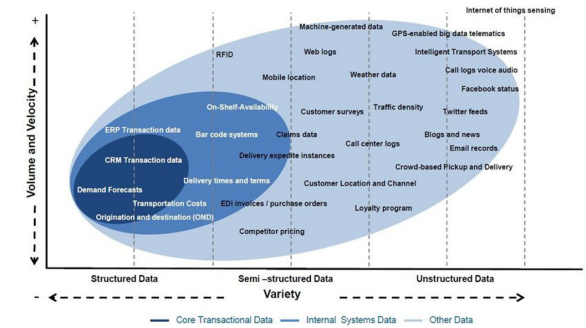 Internet of things sensing
+
Machine-generated data
GPS-enabled big data telematics
RFID
Web logs
Intelligent Transport Systems
Mobile location
Weather data
Call logs voice audio
Facebook status
On-Shelf-Availability
Customer surveys
Traffic density
Twitter feeds
ERP Transaction data
Bar code systems
Claims data
Blogs and news
Call center logs
Email records
CRM Transaction data
Delivery expedite instances
Crowd-based Pickup and Delivery
Demand Forecasts
Delivery times and terms
Customer Location and Channel
Transportation Costs
EDI invoices / purchase orders
Loyalty program
Origination and destination (OND)
Competitor pricing
Volume and Velocity
-
Structured Data
Semi –structured Data
Unstructured Data
-
Variety
+
Core Transactional Data
Internal Systems Data
Other Data